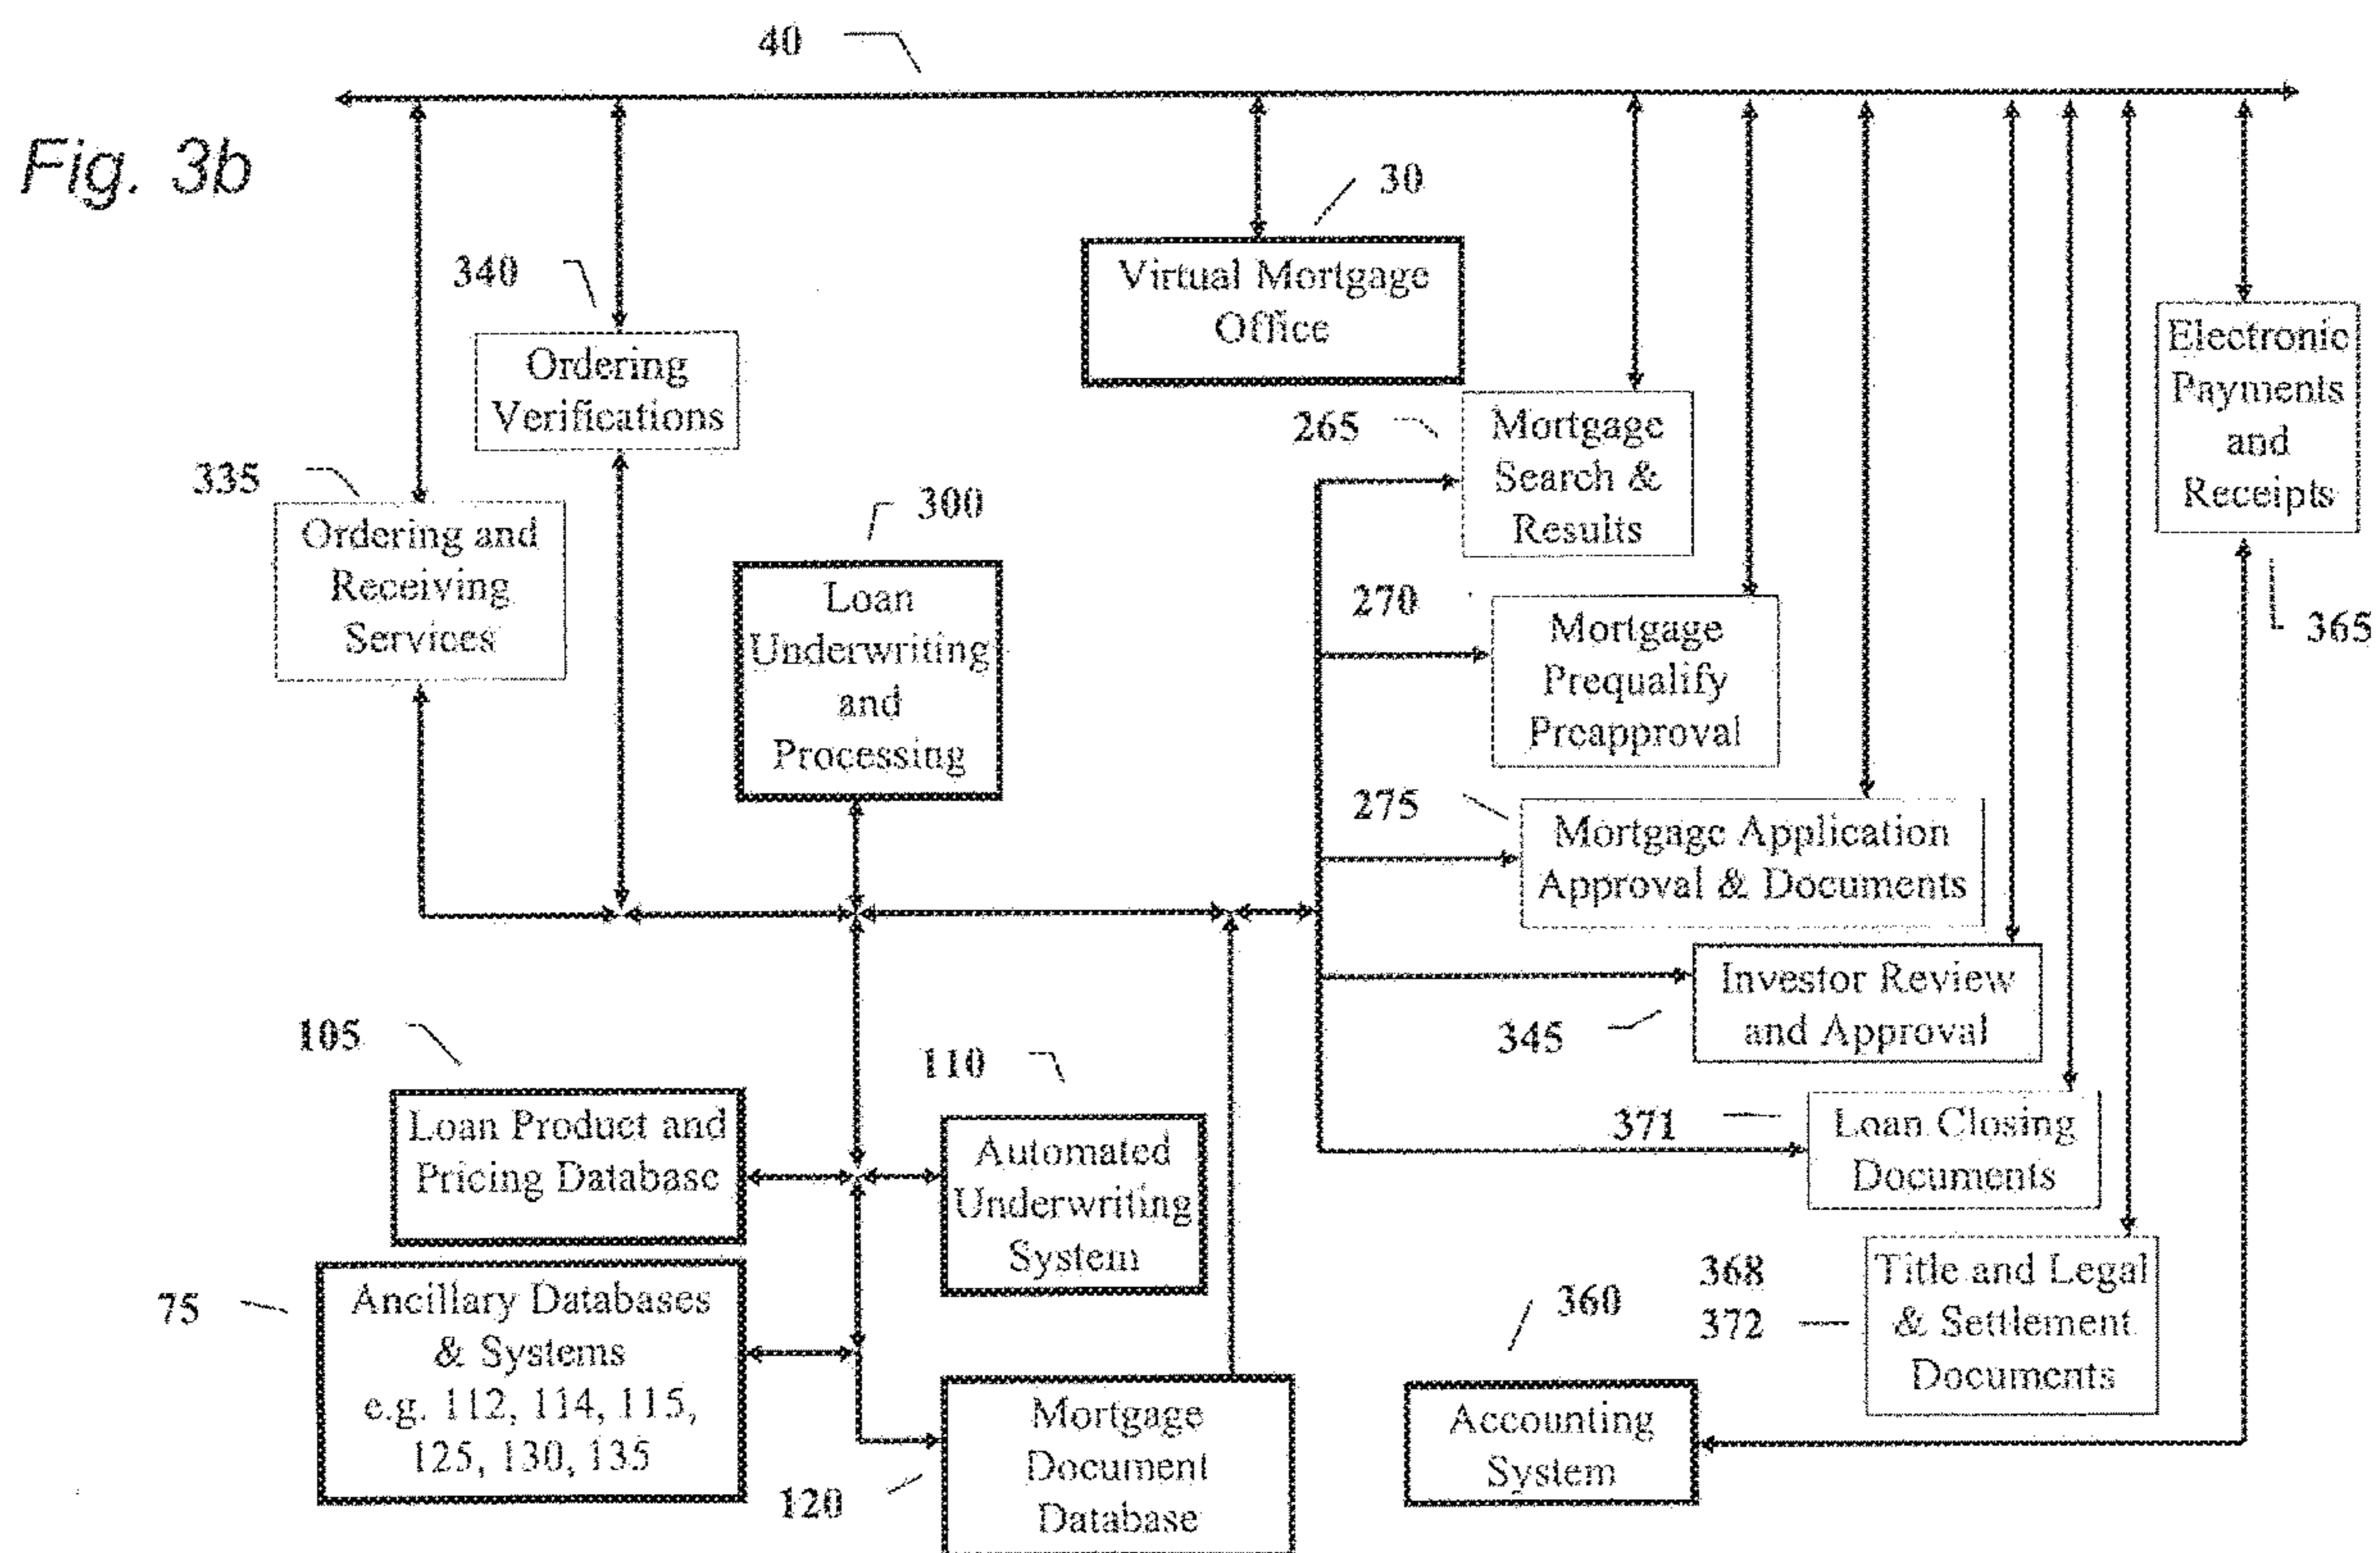 40
Fig. 3b
30
Virtual Mortgage
Office
340
Ordering
Verifications
335
Ordering and
Receiving
Services
300
Loan
Underwriting
and
Processing
265
Mortgage
Search &
Results
Electronic
Payments
and
Receipts
365
270
Mortgage
Prequalify
Preapproval
275
Mortgage Application
Approval & Documents
Investor Review
and Approval
345
105
Loan Product and
Pricing Database
110
Automated
Underwriting
System
371
Loan Closing
Documents
75
Ancillary Databases
& Systems
e.g. 112, 114, 115,
125, 130, 135
368
372
Title and Legal
& Settlement
Documents
360
Accounting
System
120
Mortgage
Document
Database